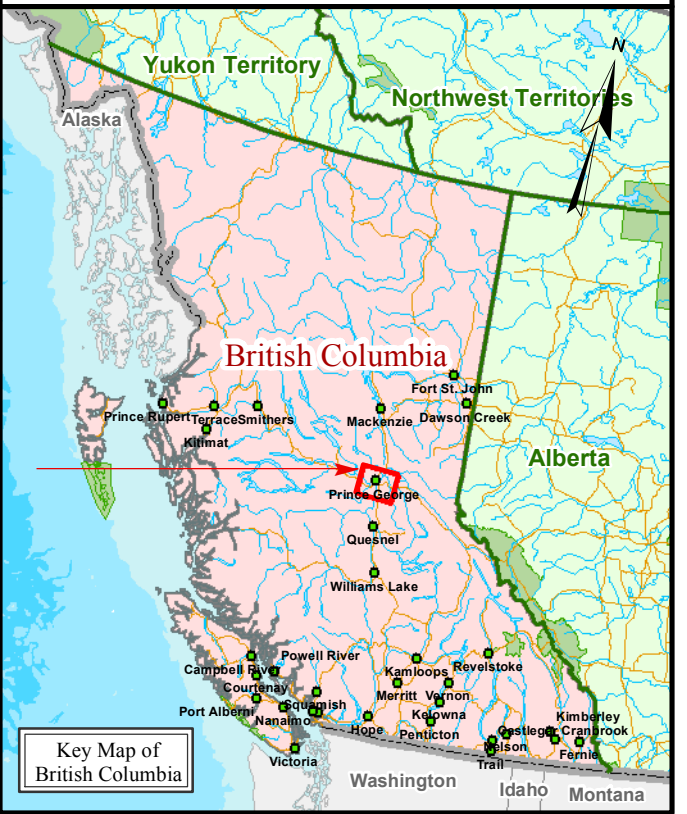 N
Yukon Territory
Northwest Territories
Alaska
British Columbia
Fort St. John
Prince Rupert
Terrace
Smithers
Mackenzie
Dawson Creek
Kitimat
Alberta
Prince George
Quesnel
Williams Lake
Powell River
Campbell River
Kamloops
Revelstoke
Courtenay
Merritt
Vernon
Port Alberni
Squamish
Nanaimo
Kelowna
Kimberley
Hope
Penticton
Castlegar
Cranbrook
Nelson
Fernie
Trail
Victoria
Key Map of
British Columbia
Washington
Idaho
Montana